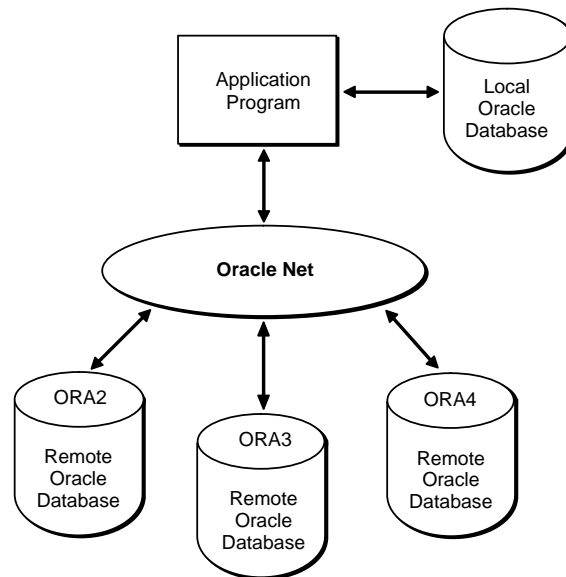 Application
Program
Local
Oracle
Database
Oracle Net
ORA2
Remote
Oracle
Database
ORA3
Remote
Oracle
Database
ORA4
Remote
Oracle
Database